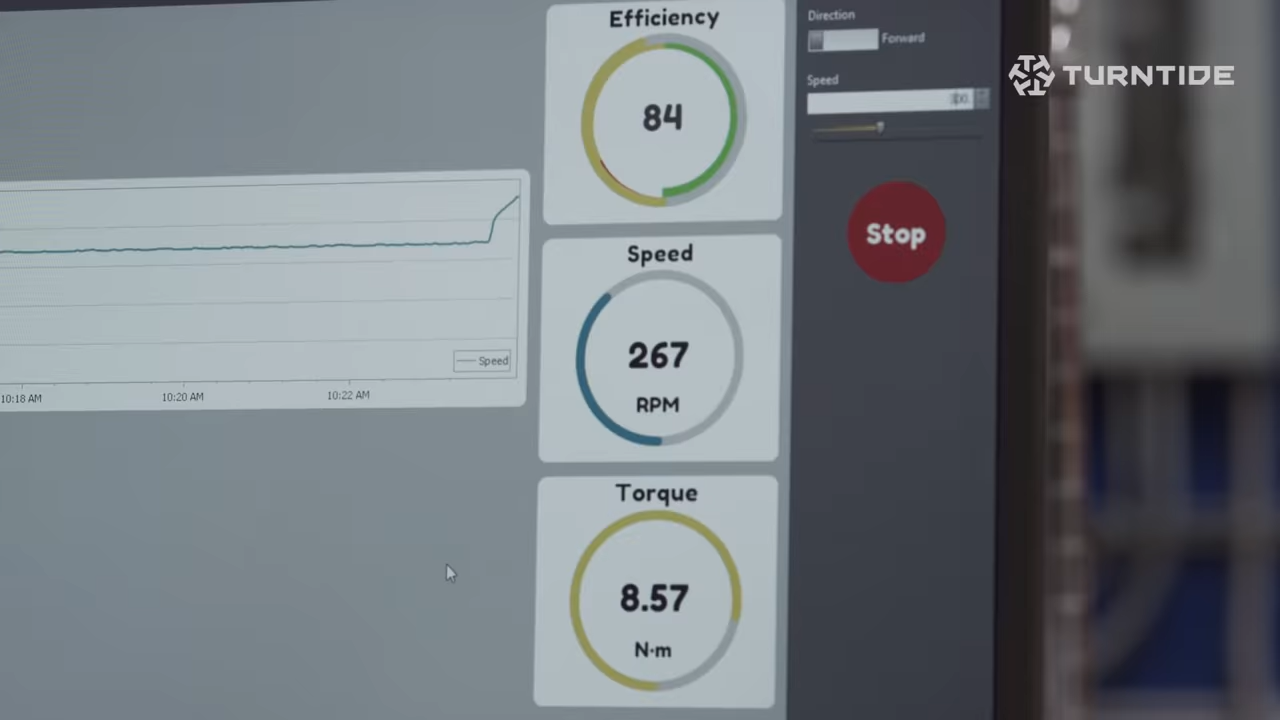 Efficiency
84
Speed
267
RPM
Torque
8.57
N·m
Speed
10:18 AM
10:20 AM
10:22 AM
Direction
Forward
Speed
Stop
TURNTIDE